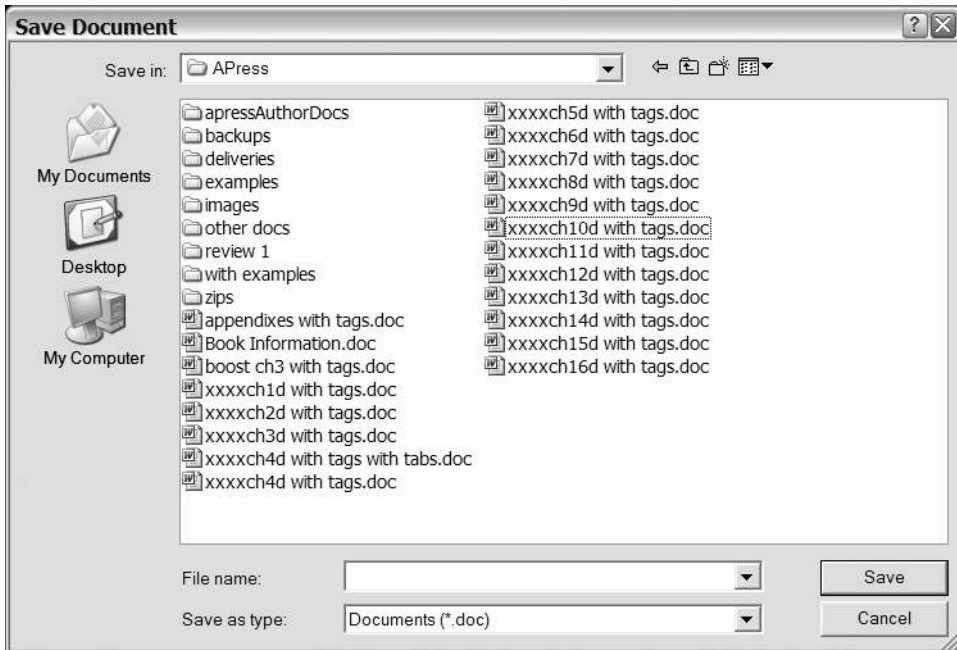 Save Document
Save in:
APress
My Documents
Desktop
My Computer
apressAuthorDocs
backups
deliveries
examples
images
other docs
review 1
with examples
zips
appendixes with tags.doc
Book Information.doc
boost ch3 with tags.doc
xxxxch1d with tags.doc
xxxxch2d with tags.doc
xxxxch3d with tags.doc
xxxxch4d with tags with tabs.doc
xxxxch4d with tags.doc
xxxxch5d with tags.doc
xxxxch6d with tags.doc
xxxxch7d with tags.doc
xxxxch8d with tags.doc
xxxxch9d with tags.doc
xxxxch10d with tags.doc
xxxxch11d with tags.doc
xxxxch12d with tags.doc
xxxxch13d with tags.doc
xxxxch14d with tags.doc
xxxxch15d with tags.doc
xxxxch16d with tags.doc
File name:
Save
Save as type:
Documents (*.doc)
Cancel